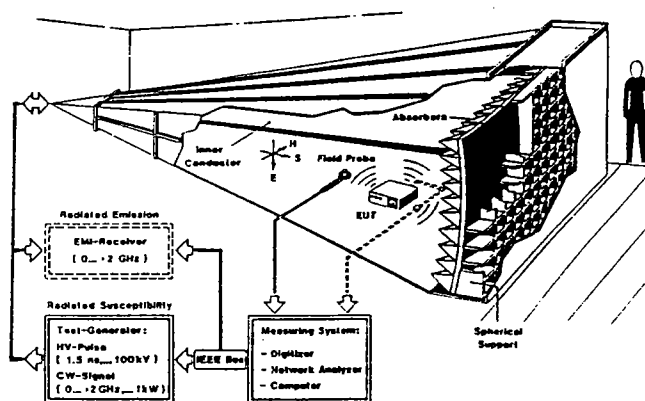 Absorbers
Inner
Conductor
H
S
E
Field Probe
EUT
Radiated Emission
EMI-Receiver
[ 0... >2 GHz ]
Radiated Susceptibility
Test-Generator:
HV-Pulse
[ 1.5 ns... 100kV ]
CW-Signal
[ 0... >2 GHz, ... 1kW ]
IEEE Bus
Measuring System:
- Digitizer
- Network Analyzer
- Computer
Spherical
Support